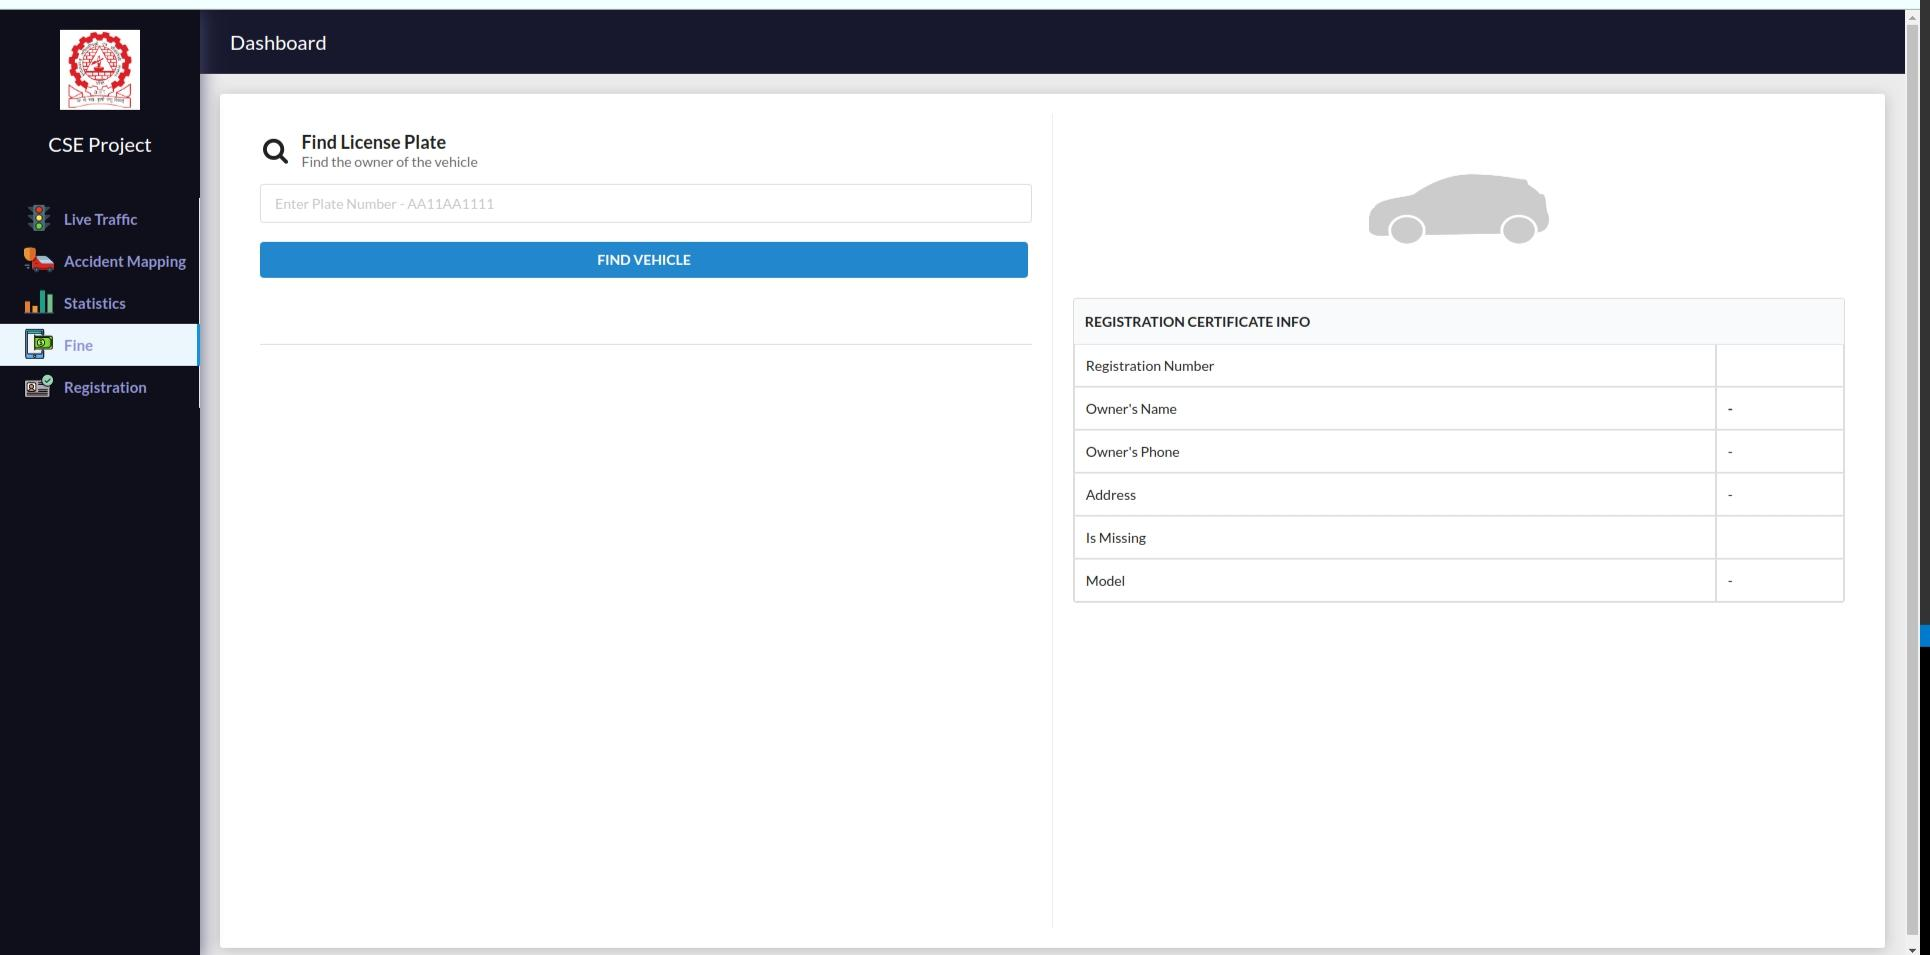 Dashboard
CSE Project
Live Traffic
Accident Mapping
Statistics
Fine
Registration
Find License Plate
Find the owner of the vehicle
Enter Plate Number - AA11AA1111
FIND VEHICLE
REGISTRATION CERTIFICATE INFO
Registration Number
Owner's Name -
Owner's Phone -
Address -
Is Missing
Model -